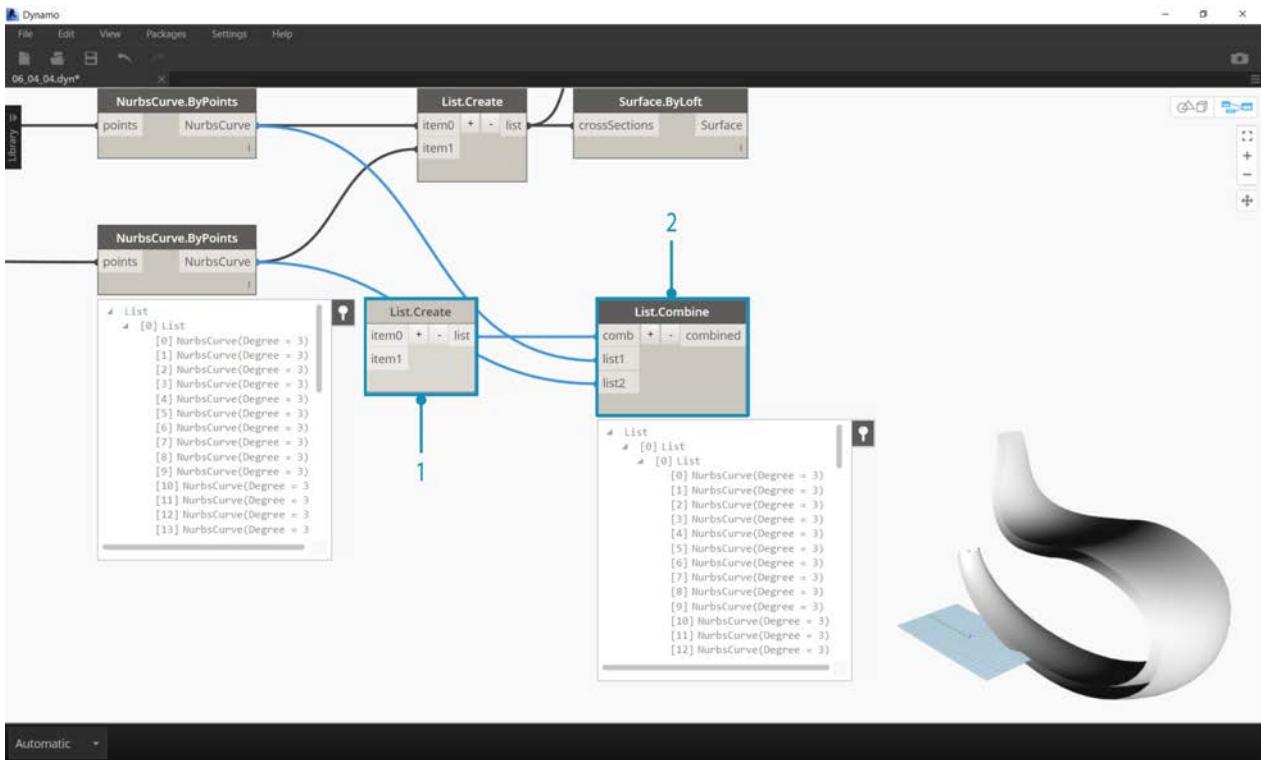 Dynamo
File Edit View Packages Settings Help
06_04_04.dyn*
Library
NurbsCurve.ByPoints
points NurbsCurve
List.Create
item0 + - list
item1
Surface.ByLoft
crossSections Surface
NurbsCurve.ByPoints
points NurbsCurve
List
[0] List
[0] NurbsCurve(Degree = 3)
[1] NurbsCurve(Degree = 3)
[2] NurbsCurve(Degree = 3)
[3] NurbsCurve(Degree = 3)
[4] NurbsCurve(Degree = 3)
[5] NurbsCurve(Degree = 3)
[6] NurbsCurve(Degree = 3)
[7] NurbsCurve(Degree = 3)
[8] NurbsCurve(Degree = 3)
[9] NurbsCurve(Degree = 3)
[10] NurbsCurve(Degree = 3
[11] NurbsCurve(Degree = 3
[12] NurbsCurve(Degree = 3
[13] NurbsCurve(Degree = 3
List.Create
item0 + - list
item1
1
2
List.Combine
comb + - combined
list1
list2
List
[0] List
[0] List
[0] NurbsCurve(Degree = 3)
[1] NurbsCurve(Degree = 3)
[2] NurbsCurve(Degree = 3)
[3] NurbsCurve(Degree = 3)
[4] NurbsCurve(Degree = 3)
[5] NurbsCurve(Degree = 3)
[6] NurbsCurve(Degree = 3)
[7] NurbsCurve(Degree = 3)
[8] NurbsCurve(Degree = 3)
[9] NurbsCurve(Degree = 3)
[10] NurbsCurve(Degree = 3)
[11] NurbsCurve(Degree = 3)
[12] NurbsCurve(Degree = 3)
Automatic